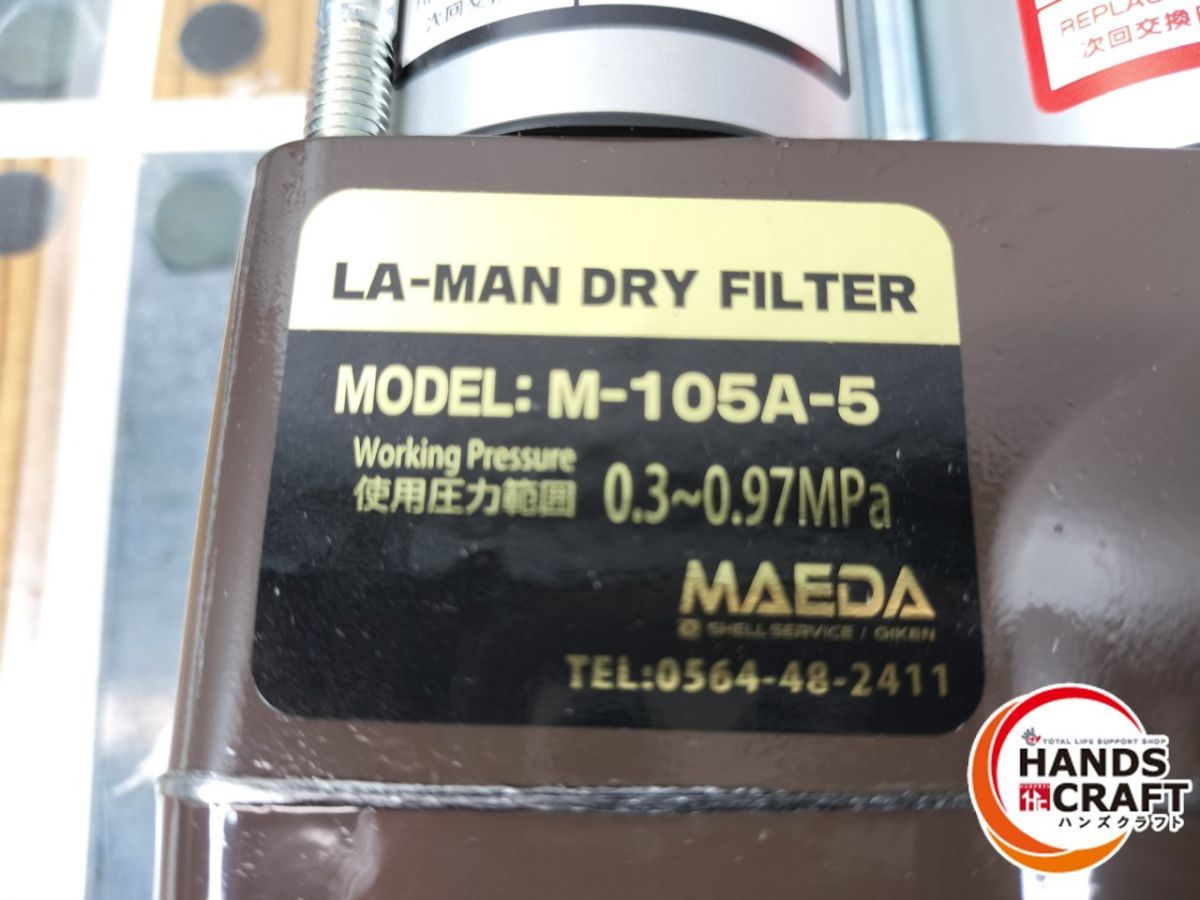 次回交換
REPLAC
次回交換
LA-MAN DRY FILTER
MODEL: M-105A-5
Working Pressure
使用圧力範囲 0.3~0.97MPa
MAEDA
SHELL SERVICE / GIKEN
TEL:0564-48-2411
TOTAL LIFE SUPPORT SHOP
HANDS
CRAFT
ハンズクラフト